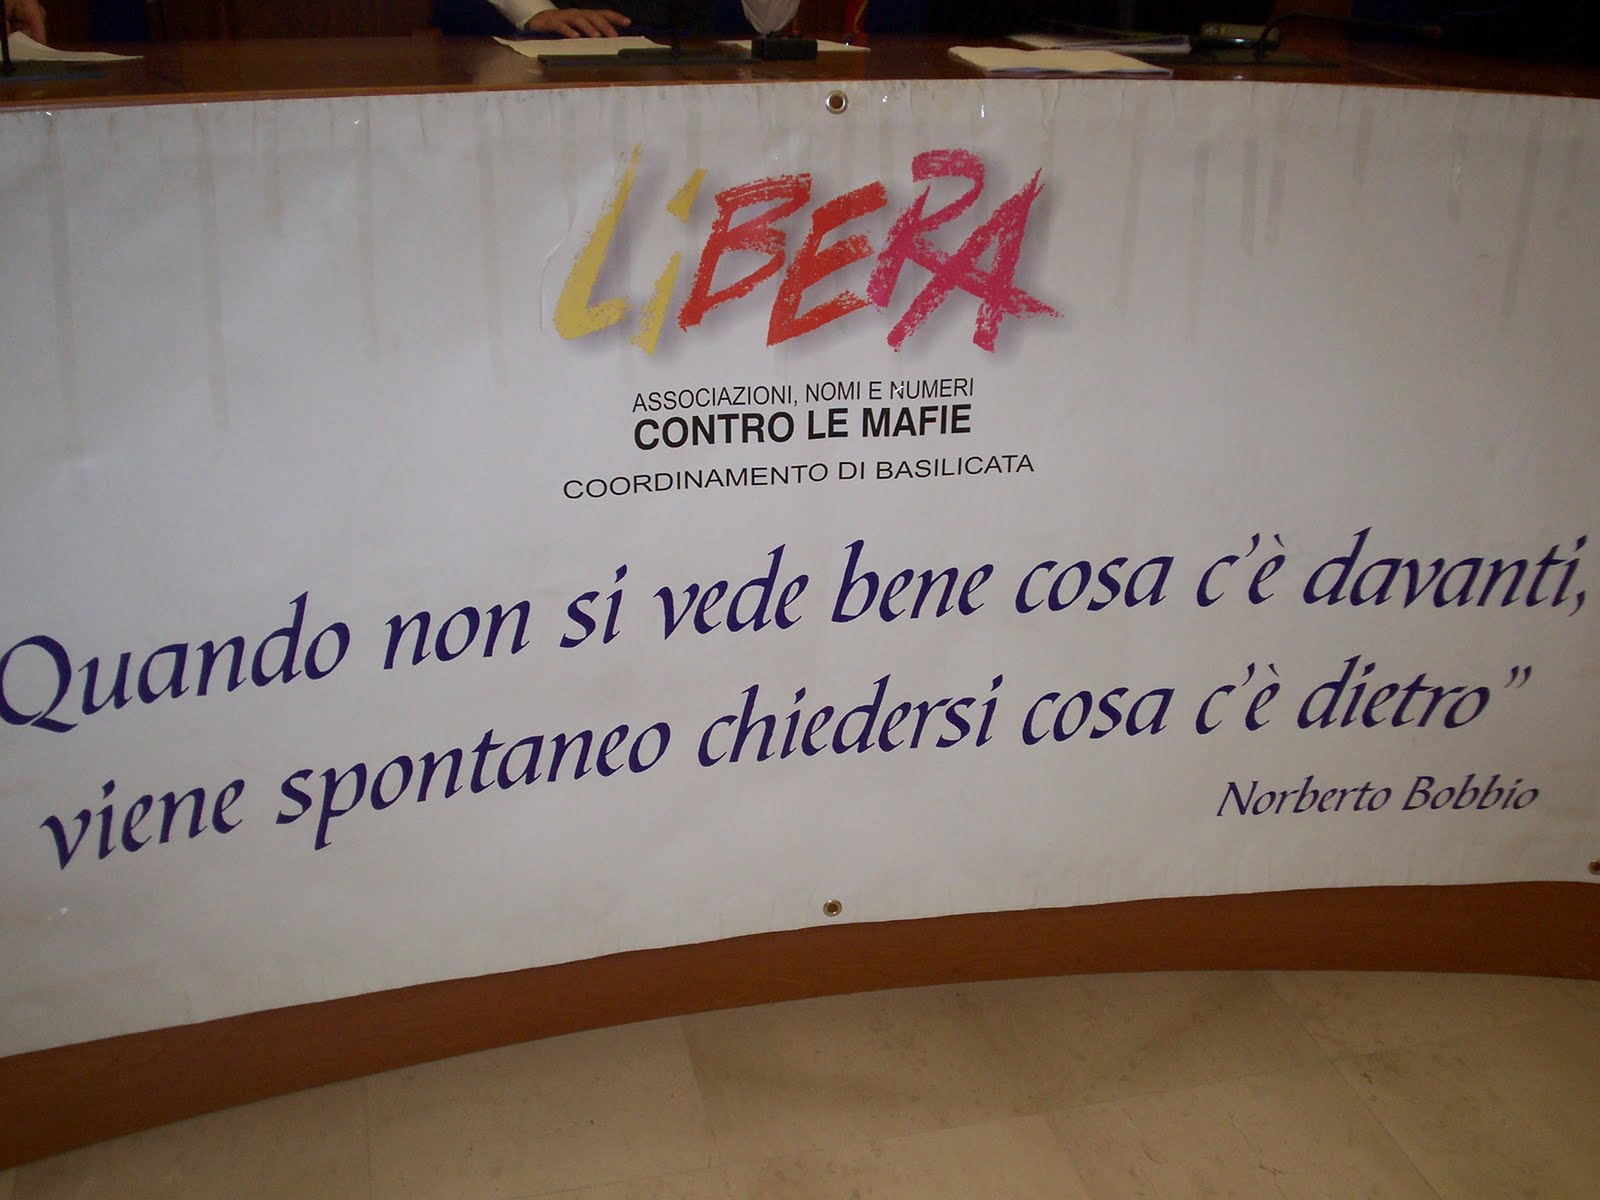 LiBERA
ASSOCIAZIONI, NOMI E NUMERI
CONTRO LE MAFIE
COORDINAMENTO DI BASILICATA
Quando non si vede bene cosa c'è davanti,
viene spontaneo chiedersi cosa c'è dietro”
Norberto Bobbio